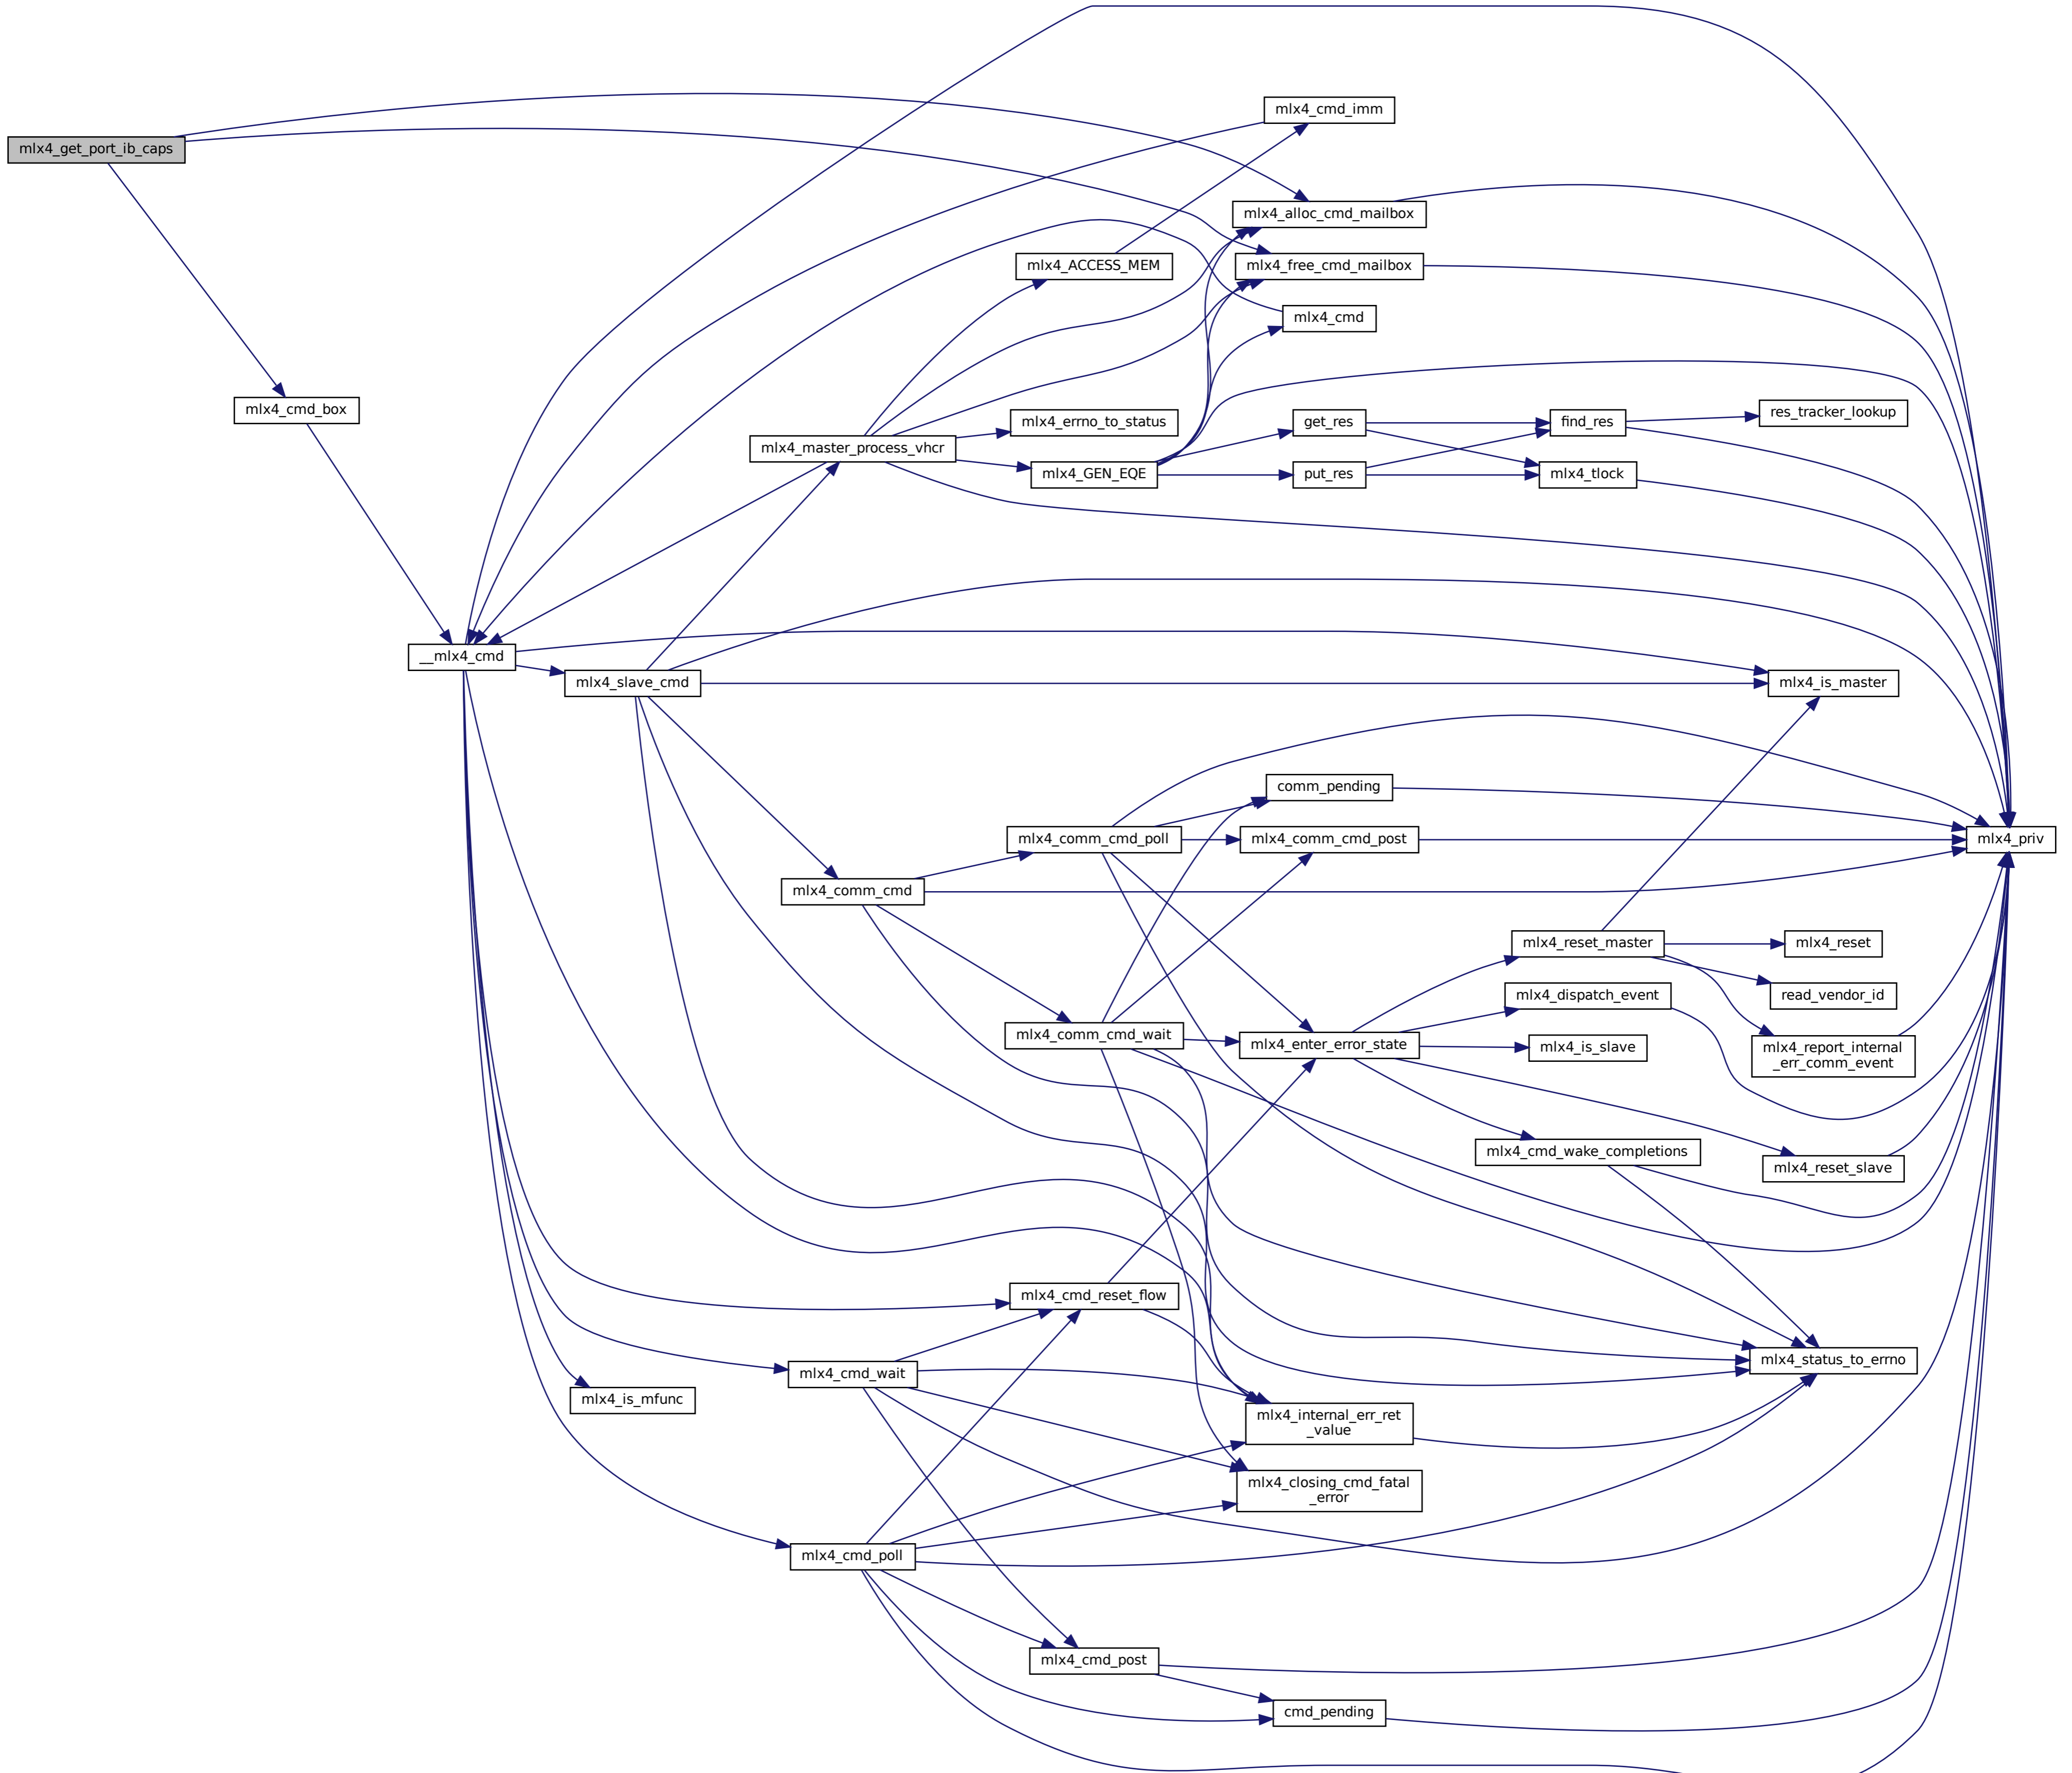 mlx4_cmd_imm
mlx4_get_port_ib_caps
mlx4_alloc_cmd_mailbox
mlx4_ACCESS_MEM
mlx4_free_cmd_mailbox
mlx4_cmd
mlx4_cmd_box
res_tracker_lookup
mlx4_errno_to_status
get_res
find_res
mlx4_master_process_vhcr
mlx4_GEN_EQE
put_res
mlx4_tlock
__mlx4_cmd
mlx4_slave_cmd
mlx4_is_master
comm_pending
mlx4_comm_cmd_poll
mlx4_comm_cmd_post
mlx4_priv
mlx4_comm_cmd
mlx4_reset_master
mlx4_reset
mlx4_dispatch_event
read_vendor_id
mlx4_comm_cmd_wait
mlx4_enter_error_state
mlx4_is_slave
mlx4_report_internal
_err_comm_event
mlx4_cmd_wake_completions
mlx4_reset_slave
mlx4_cmd_reset_flow
mlx4_status_to_errno
mlx4_cmd_wait
mlx4_is_mfunc
mlx4_internal_err_ret
_value
mlx4_closing_cmd_fatal
_error
mlx4_cmd_poll
mlx4_cmd_post
cmd_pending